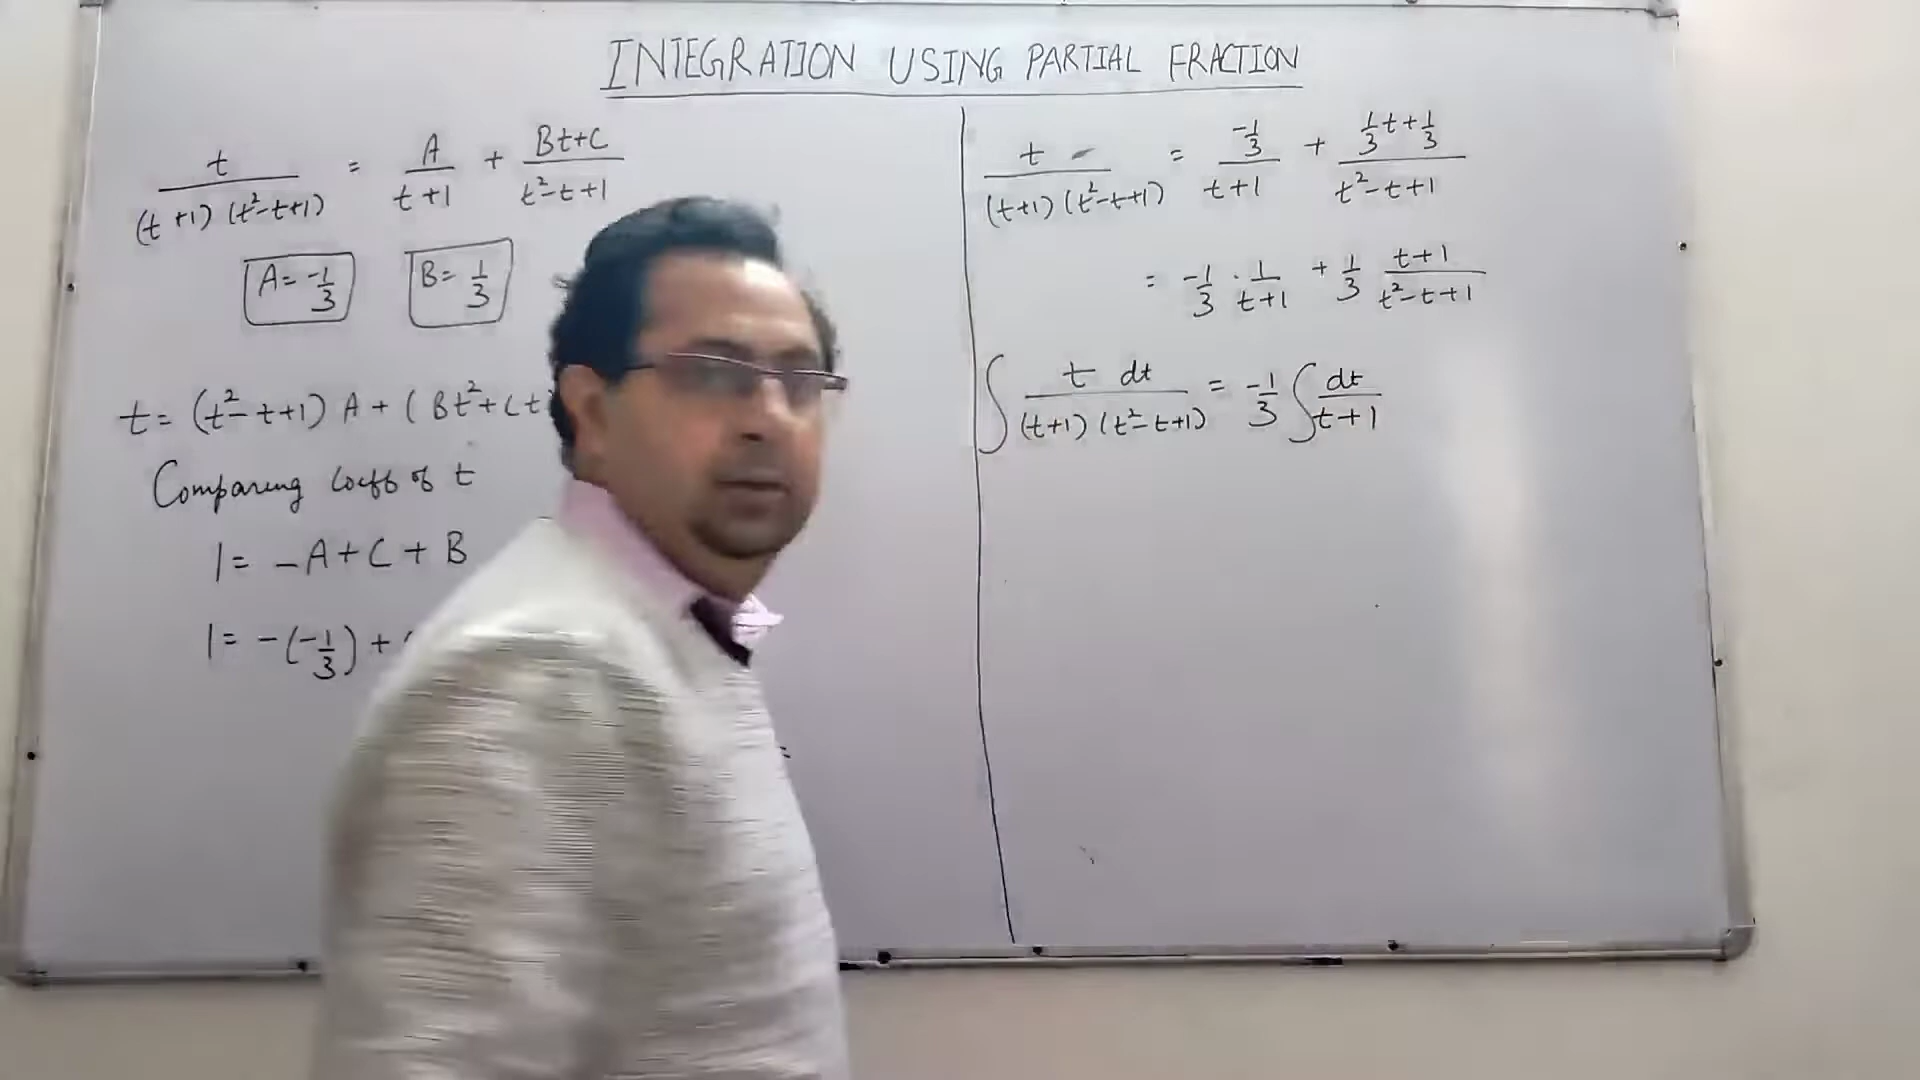 INTEGRATION USING PARTIAL FRACTION
t/((t+1)(t²-t+1)) = A/(t+1) + (Bt+C)/(t²-t+1)
A = -1/3 B = 1/3
t = (t²-t+1) A + (Bt²+Ct
Comparing coeff of t
1 = -A + C + B
1 = -(-1/3) +
t/((t+1)(t²-t+1)) = (-1/3)/(t+1) + (1/3 t + 1/3)/(t²-t+1)
= -1/3 · 1/(t+1) + 1/3 (t+1)/(t²-t+1)
∫ t dt/((t+1)(t²-t+1)) = -1/3 ∫ dt/(t+1)